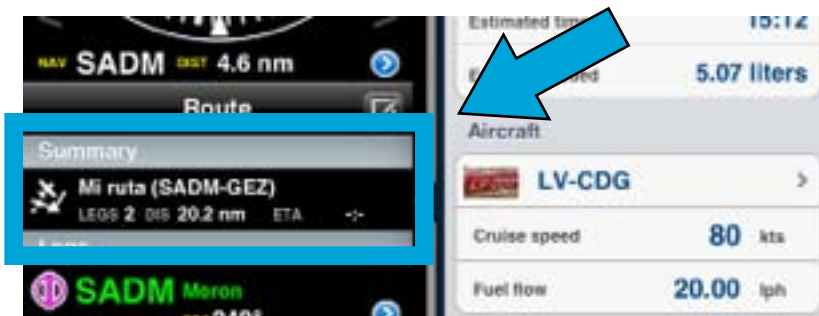 NAV SADM DIST 4.6 nm
Route
Summary
Mi ruta (SADM-GEZ)
LEGS 2 DIS 20.2 nm ETA -:-
Legs
SADM Moron
Estimated time 15:12
5.07 liters
Aircraft
LV-CDG
Cruise speed 80 kts
Fuel flow 20.00 lph